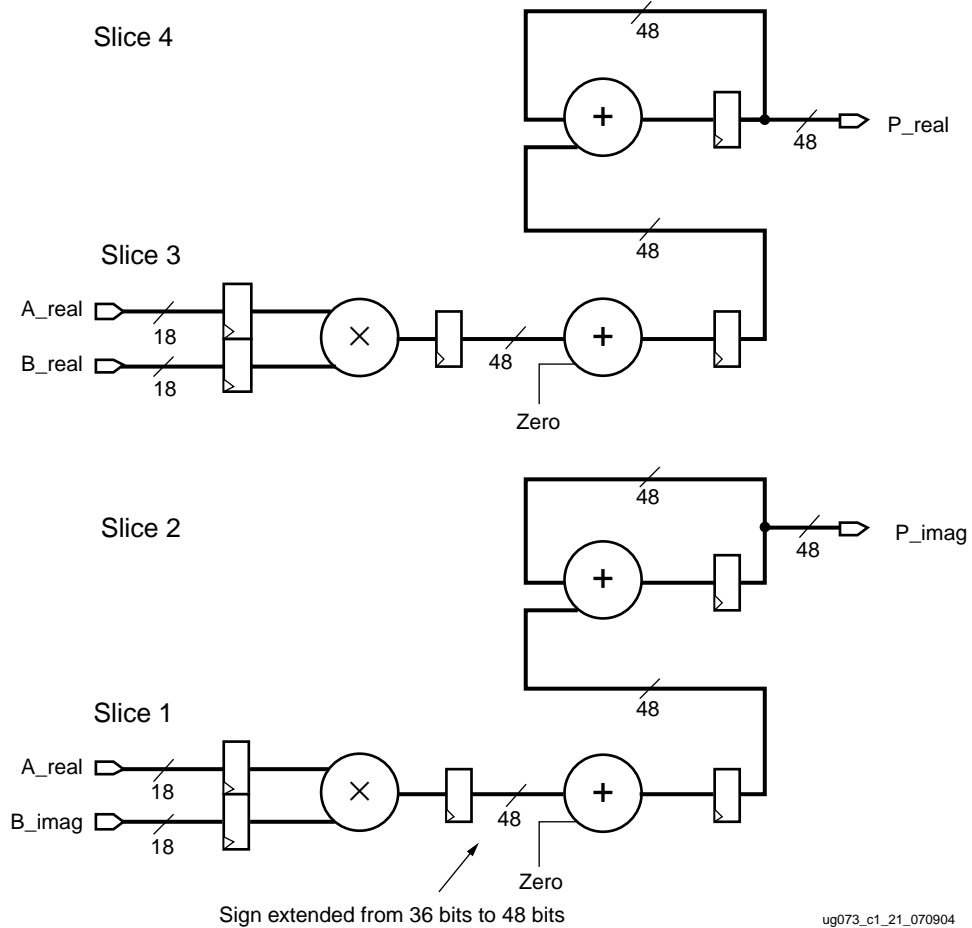 48
Slice 4
+
48
P_real
48
Slice 3
A_real
18
×
48
+
B_real
18
Zero
48
Slice 2
48
P_imag
+
48
Slice 1
A_real
18
×
48
+
B_imag
18
Zero
Sign extended from 36 bits to 48 bits
ug073_c1_21_070904